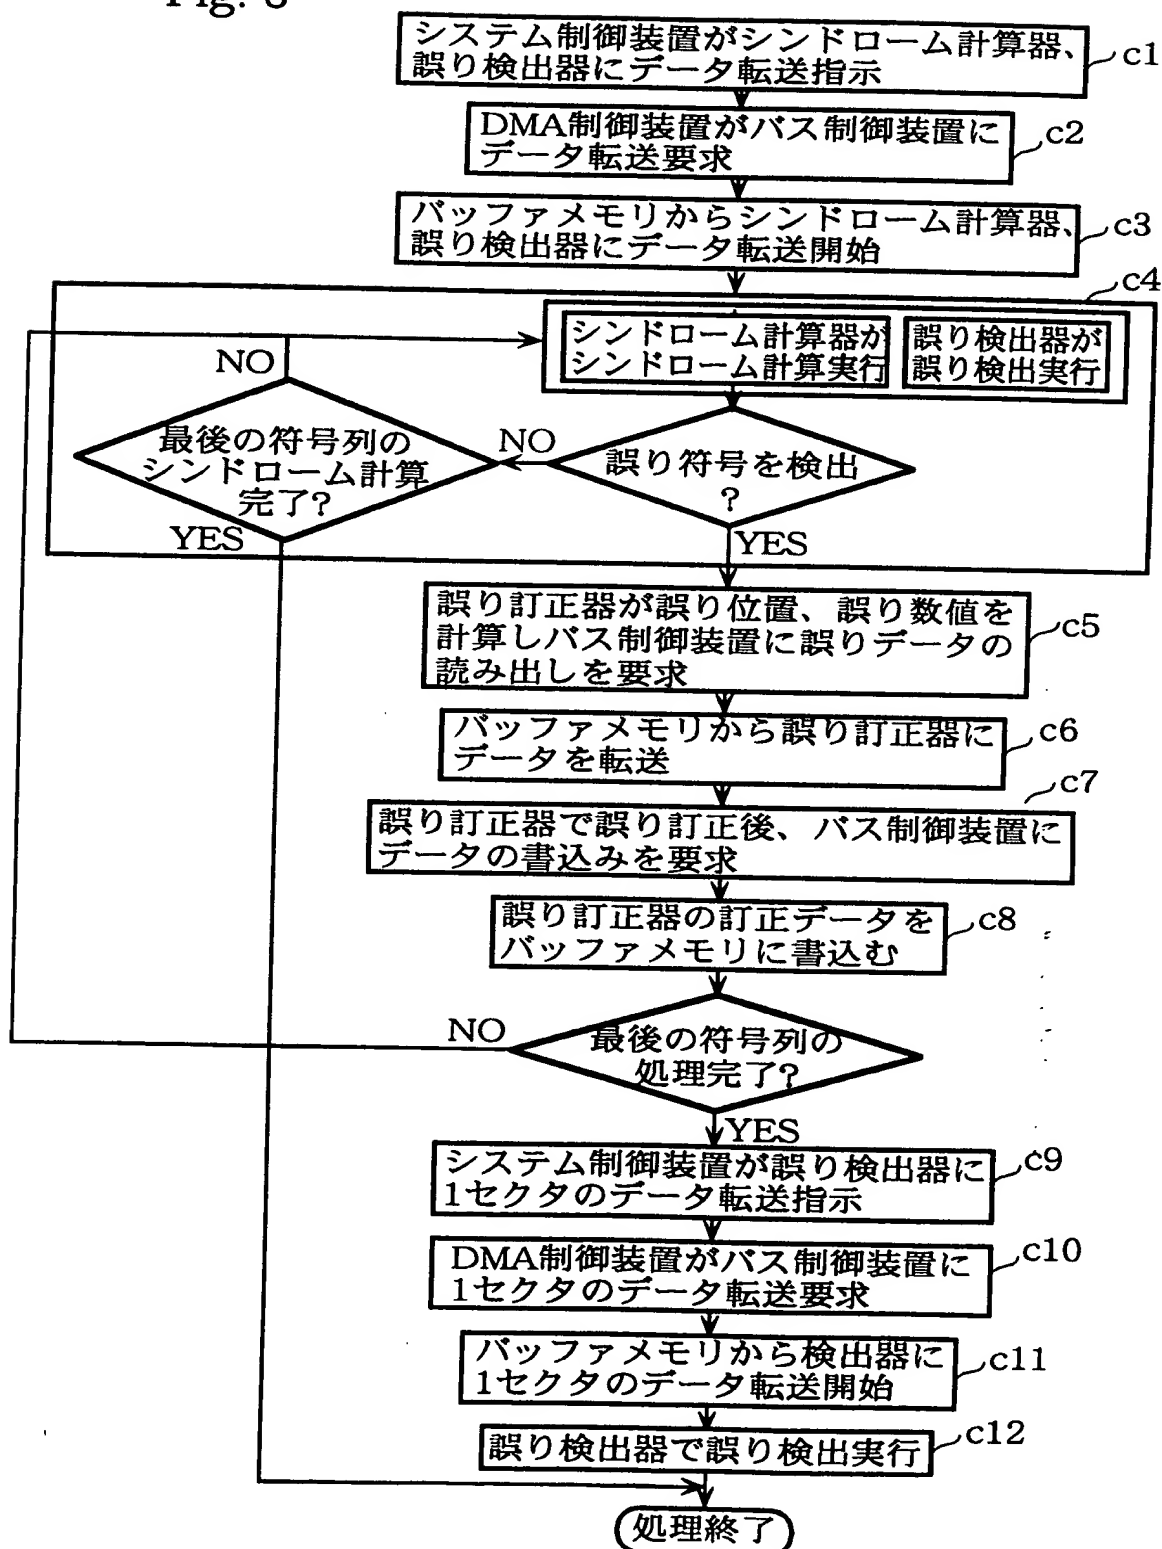 システム制御装置がシンドローム計算器、
誤り検出器にデータ転送指示
c1
DMA制御装置がバス制御装置に
データ転送要求
c2
バッファメモリからシンドローム計算器、
誤り検出器にデータ転送開始
c3
c4
シンドローム計算器が
シンドローム計算実行
誤り検出器が
誤り検出実行
NO
最後の符号列の
シンドローム計算
完了?
NO
誤り符号を検出
?
YES
YES
誤り訂正器が誤り位置、誤り数値を
計算しバス制御装置に誤りデータの
読み出しを要求
c5
バッファメモリから誤り訂正器に
データを転送
c6
c7
誤り訂正器で誤り訂正後、バス制御装置に
データの書込みを要求
誤り訂正器の訂正データを
バッファメモリに書込む
c8
NO
最後の符号列の
処理完了?
YES
システム制御装置が誤り検出器に
1セクタのデータ転送指示
c9
DMA制御装置がバス制御装置に
1セクタのデータ転送要求
c10
バッファメモリから検出器に
1セクタのデータ転送開始
c11
誤り検出器で誤り検出実行
c12
処理終了